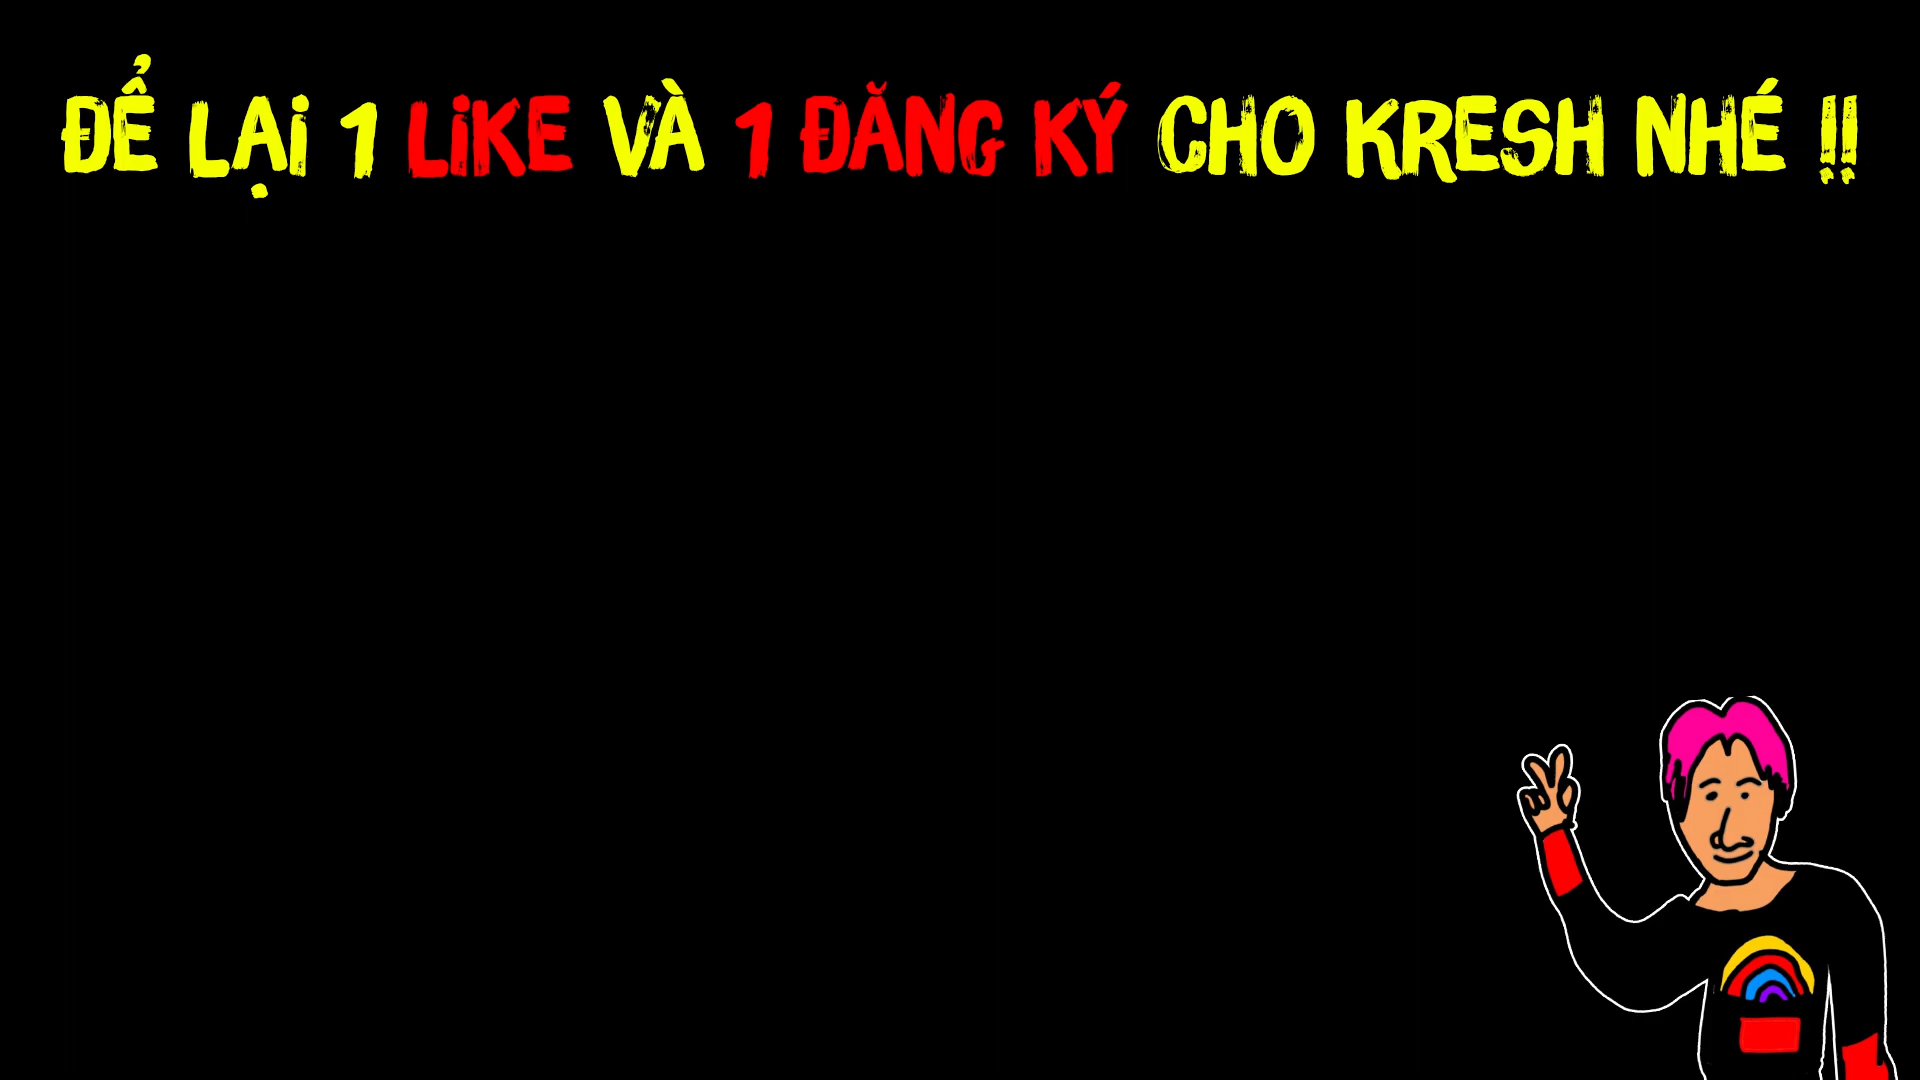 ĐỂ LẠI 1 LIKE VÀ 1 ĐĂNG KÝ CHO KRESH NHÉ !!